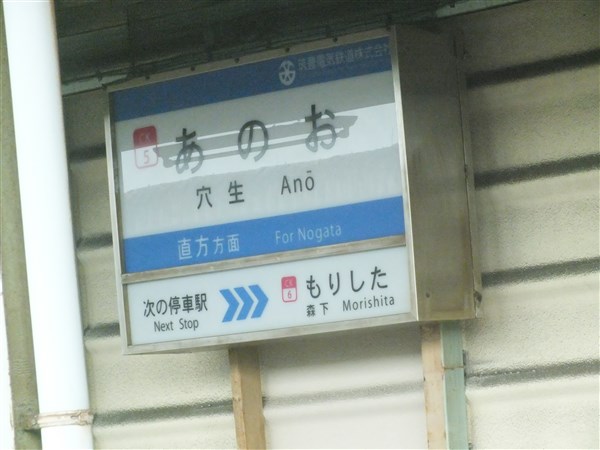 筑豊電気鉄道株式会社
CK
5
あのお
穴生 Anō
直方方面 For Nogata
次の停車駅
Next Stop
CK
6
もりした
森下 Morishita